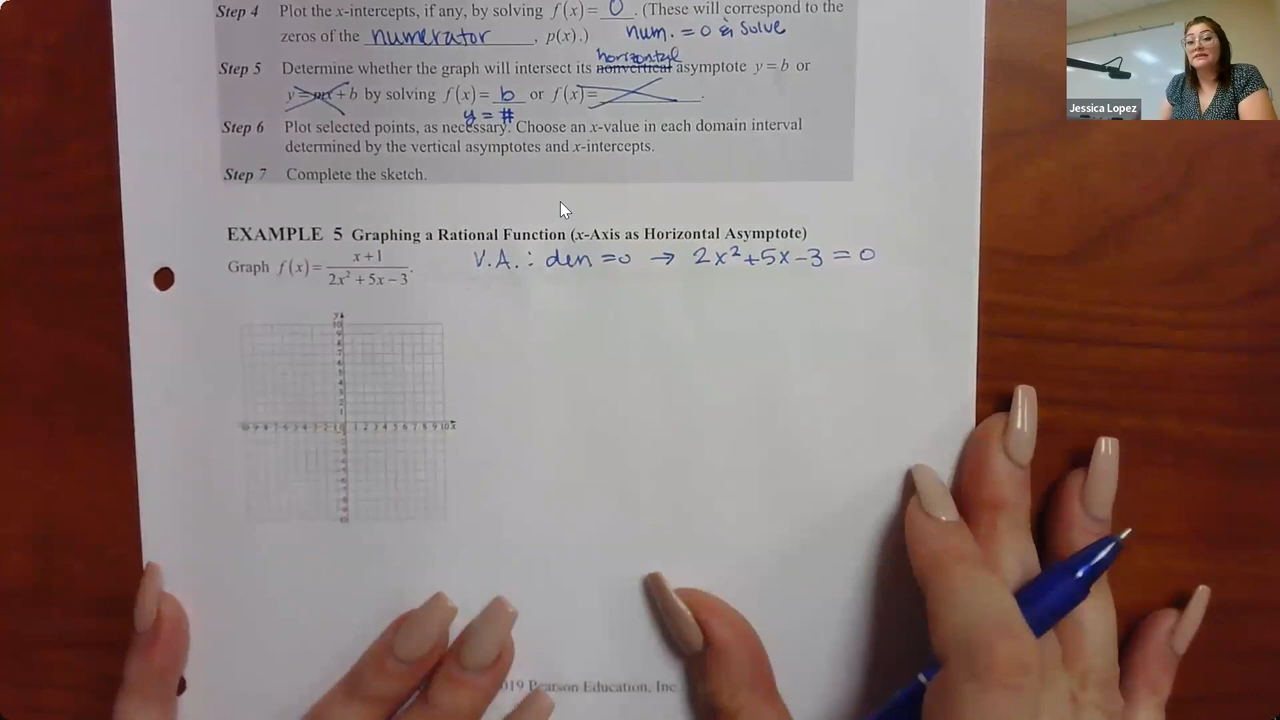 Step 4 Plot the x-intercepts, if any, by solving f(x) = 0. (These will correspond to the
zeros of the numerator, p(x).) num. = 0 & solve
horizontal
Step 5 Determine whether the graph will intersect its nonvertical asymptote y = b or
y = mx + b by solving f(x) = b or f(x) = .
y = #
Step 6 Plot selected points, as necessary. Choose an x-value in each domain interval
determined by the vertical asymptotes and x-intercepts.
Step 7 Complete the sketch.
EXAMPLE 5 Graphing a Rational Function (x-Axis as Horizontal Asymptote)
Graph f(x) = (x+1)/(2x² + 5x − 3). V.A.: den = 0 → 2x² + 5x − 3 = 0
019 Pearson Education, Inc
Jessica Lopez